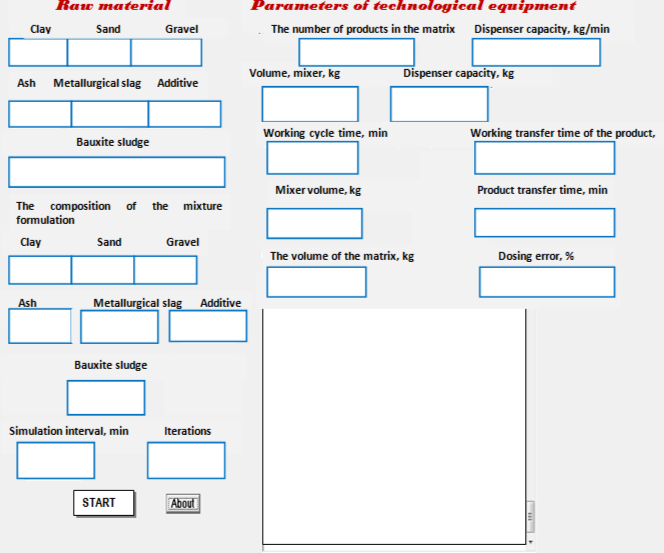 Raw material
Parameters of technological equipment
Clay Sand Gravel
The number of products in the matrix Dispenser capacity, kg/min
Volume, mixer, kg Dispenser capacity, kg
Ash Metallurgical slag Additive
Working cycle time, min Working transfer time of the product,
Bauxite sludge
Mixer volume, kg Product transfer time, min
The composition of the mixture
formulation
Clay Sand Gravel
The volume of the matrix, kg Dosing error, %
Ash Metallurgical slag Additive
Bauxite sludge
Simulation interval, min Iterations
START About